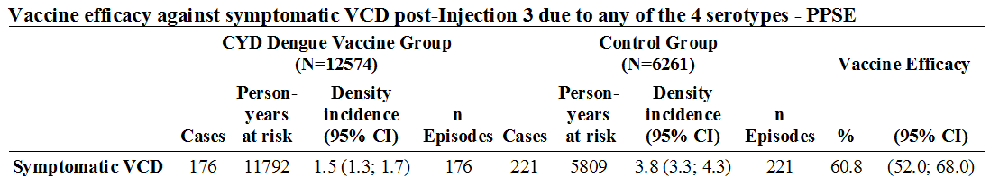 Vaccine efficacy against symptomatic VCD post-Injection 3 due to any of the 4 serotypes - PPSE
CYD Dengue Vaccine Group Control Group
(N=12574) (N=6261) Vaccine Efficacy
Person- Density Person- Density
years incidence n years incidence n
Cases at risk (95% CI) Episodes Cases at risk (95% CI) Episodes % (95% CI)
Symptomatic VCD 176 11792 1.5 (1.3; 1.7) 176 221 5809 3.8 (3.3; 4.3) 221 60.8 (52.0; 68.0)